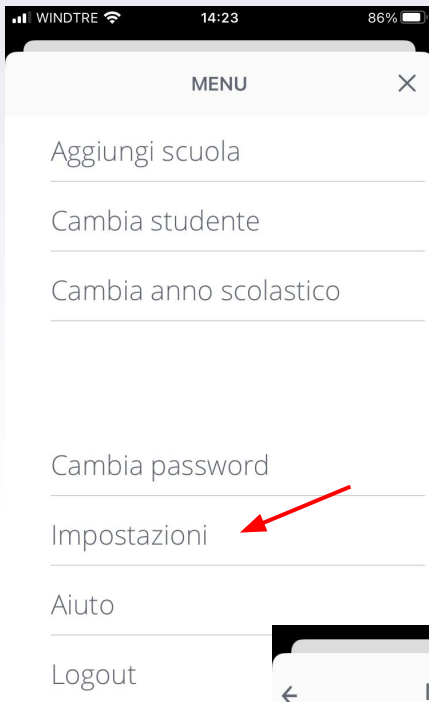 WINDTRE 14:23 86%
MENU
Aggiungi scuola
Cambia studente
Cambia anno scolastico
Cambia password
Impostazioni
Aiuto
Logout